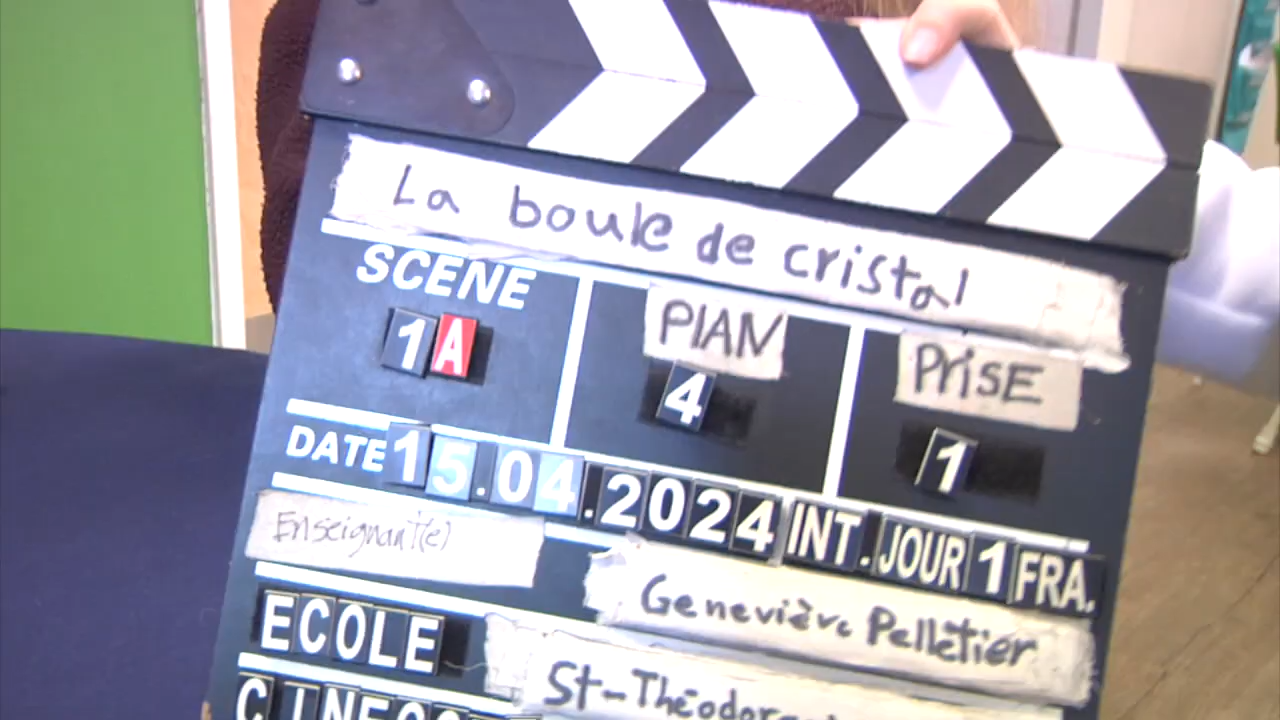 La boule de cristal
SCENE PLAN PRISE
1A 4 1
DATE 15.04.2024 INT. JOUR 1 FRA.
Enseignant(e) Geneviève Pelletier
ECOLE